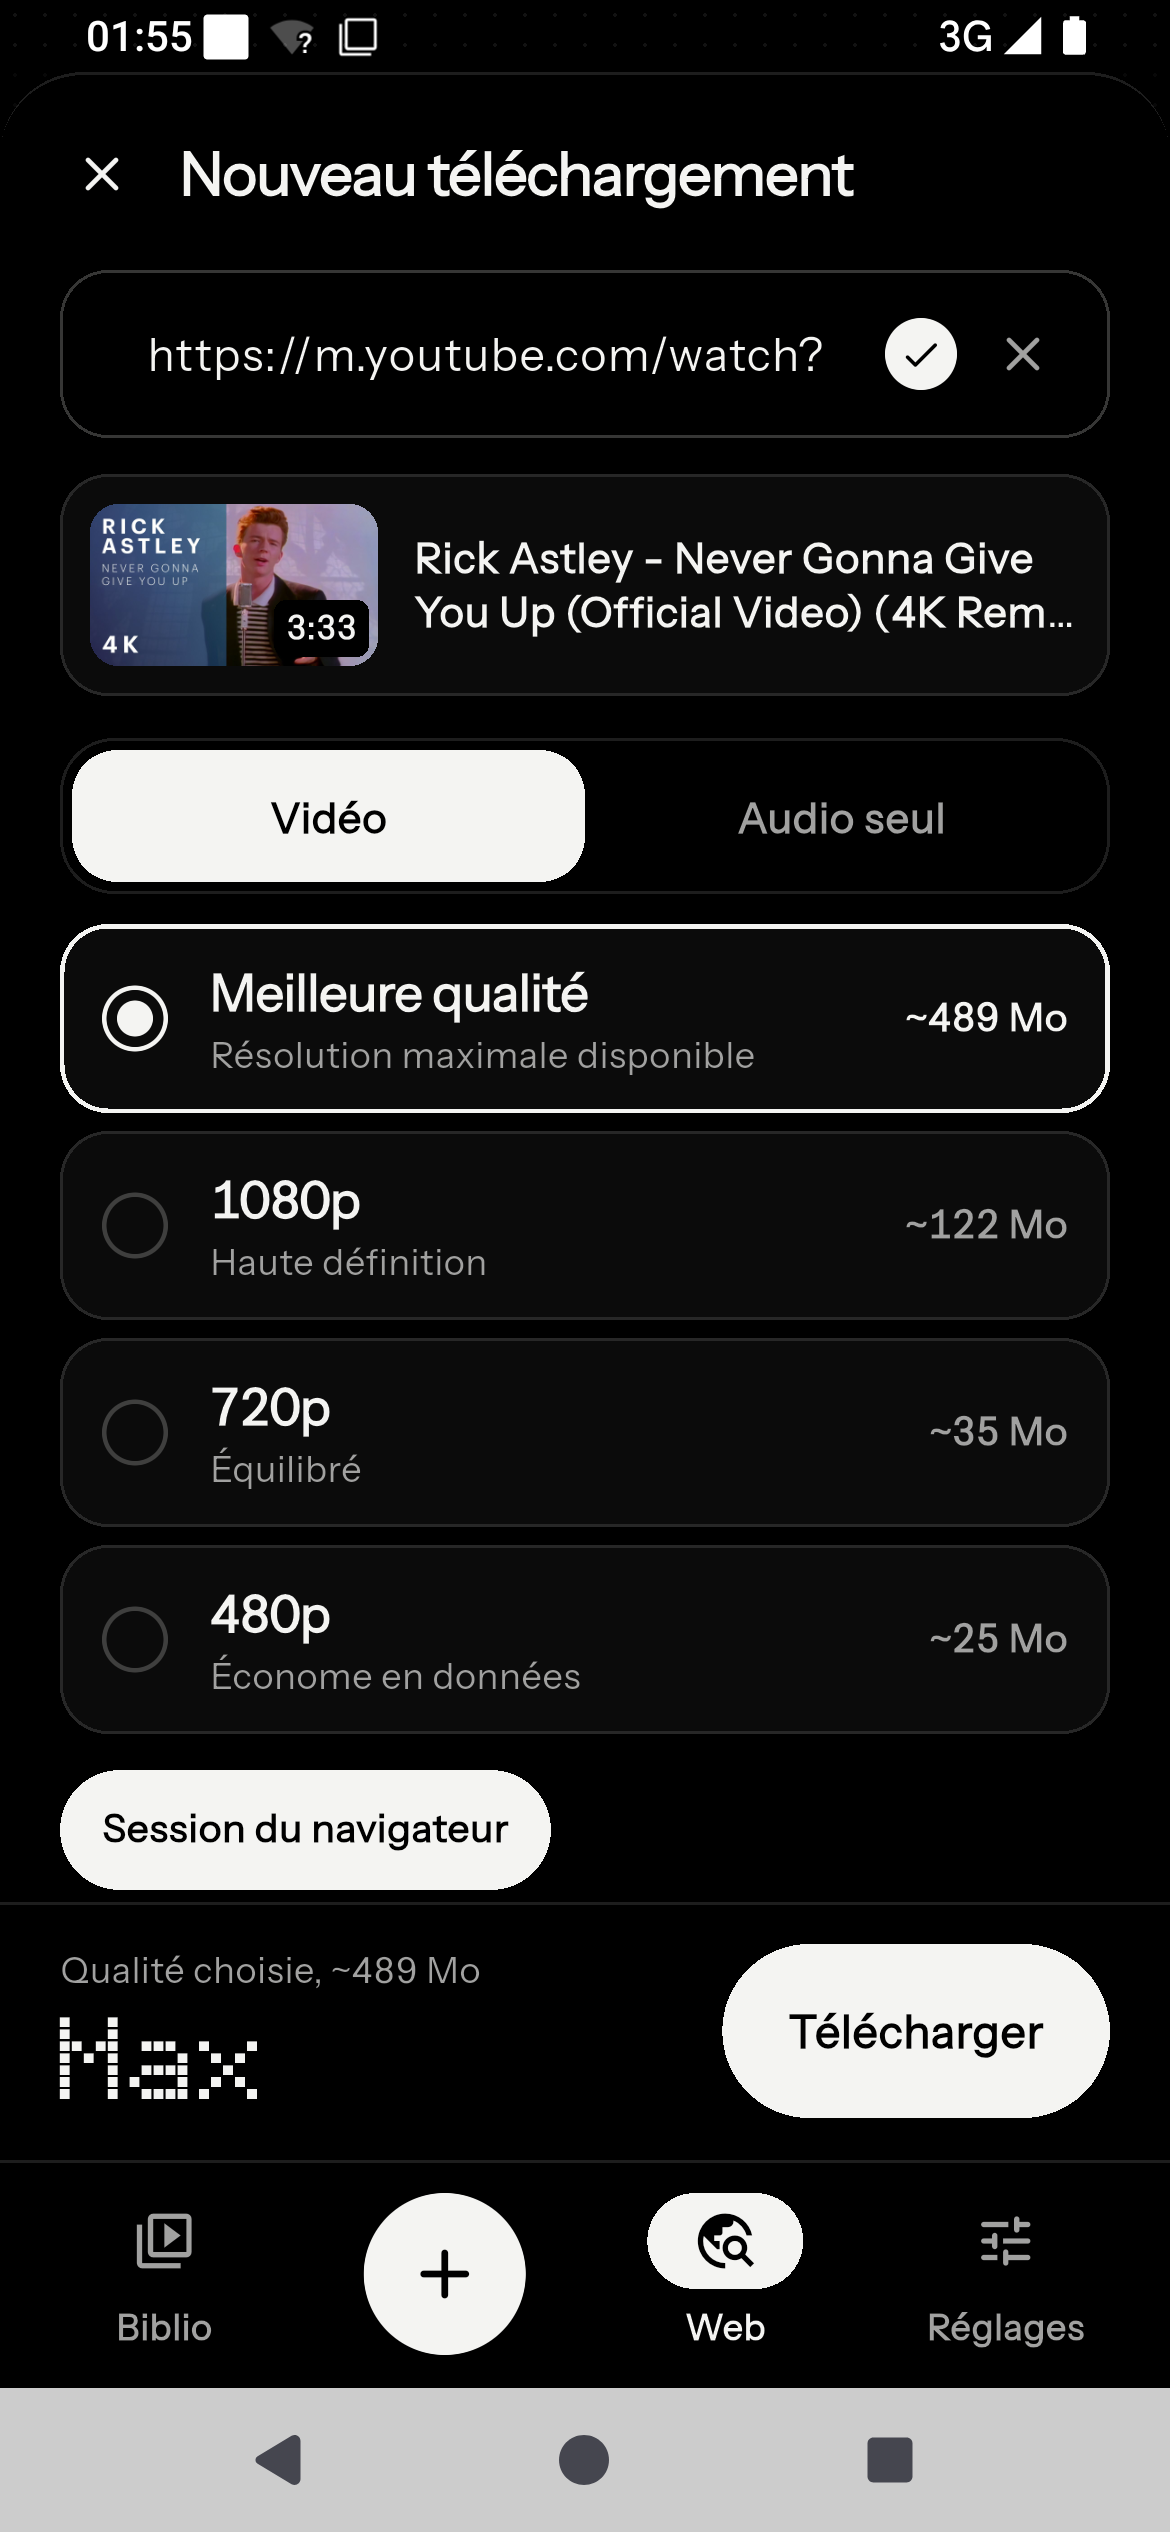 01:55
3G
Nouveau téléchargement
https://m.youtube.com/watch?
RICK
ASTLEY
NEVER GONNA
GIVE YOU UP
4K
3:33
Rick Astley - Never Gonna Give
You Up (Official Video) (4K Rem...
Vidéo
Audio seul
Meilleure qualité
Résolution maximale disponible
~489 Mo
1080p
Haute définition
~122 Mo
720p
Équilibré
~35 Mo
480p
Économe en données
~25 Mo
Session du navigateur
Qualité choisie, ~489 Mo
Max
Télécharger
Biblio
Web
Réglages